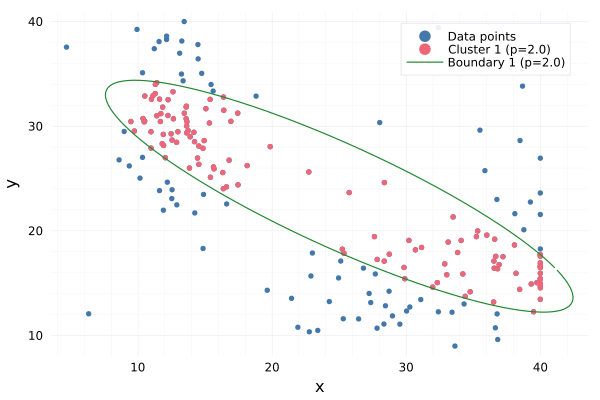 40
30
20
10
y
Data points
Cluster 1 (p=2.0)
Boundary 1 (p=2.0)
10 20 30 40
x